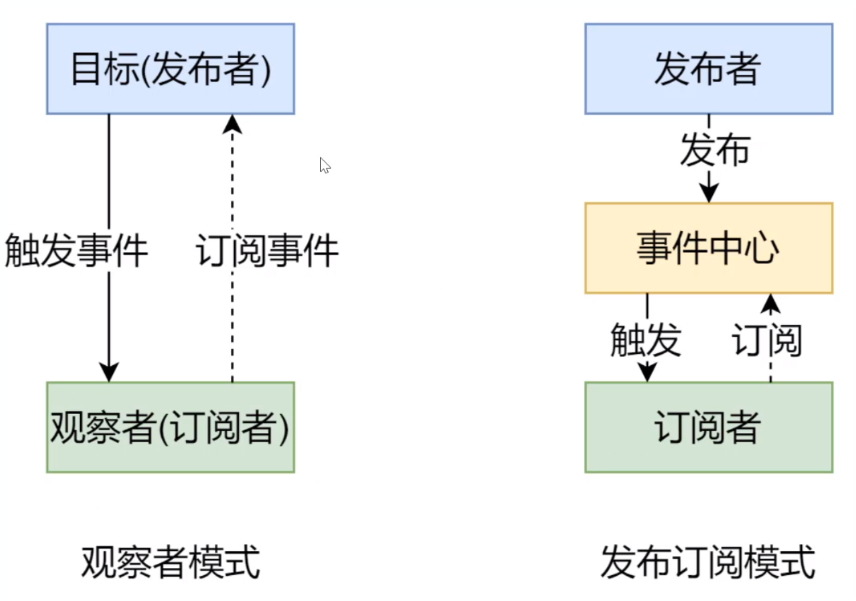 目标(发布者)
触发事件
订阅事件
观察者(订阅者)
观察者模式
发布者
发布
事件中心
触发
订阅
订阅者
发布订阅模式